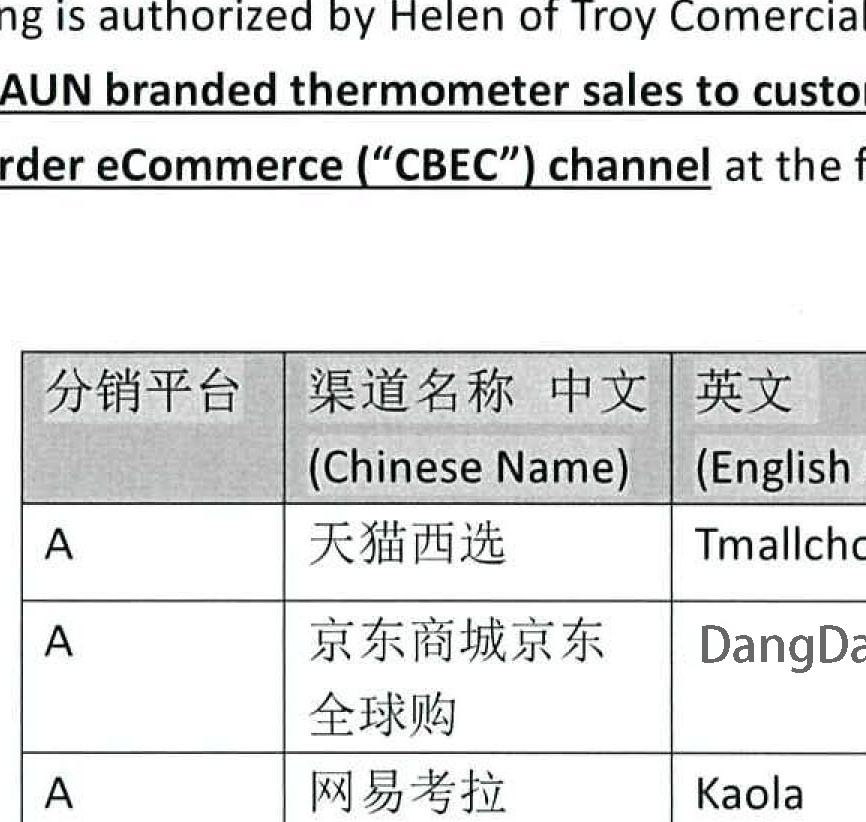 ng is authorized by Helen of Troy Comercial
AUN branded thermometer sales to custo
rder eCommerce (“CBEC”) channel at the f
分销平台 渠道名称 中文 英文
(Chinese Name) (English
A 天猫西选 Tmallcho
A 京东商城京东 DangDa
全球购
A 网易考拉 Kaola